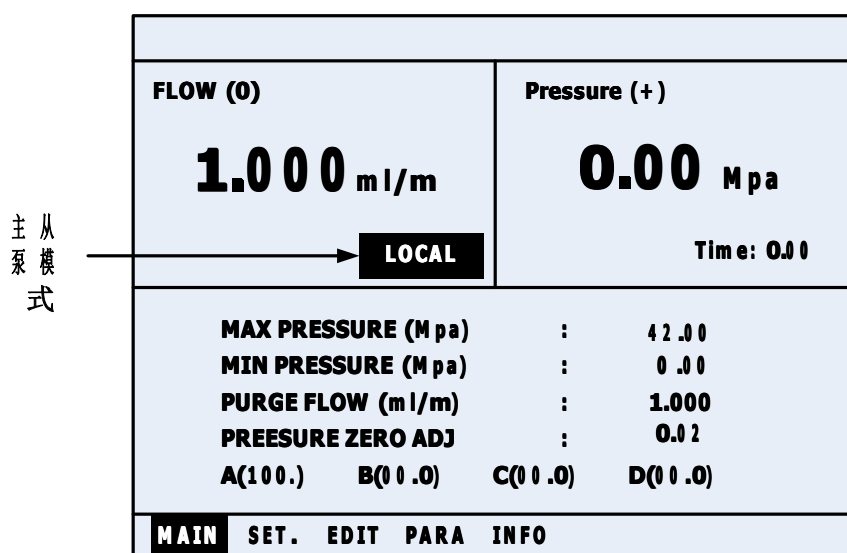 FLOW (0)
1.000 ml/m
LOCAL
Pressure (+)
0.00 Mpa
Time: 0.00
主从
泵模
式
MAX PRESSURE (Mpa) : 42.00
MIN PRESSURE (Mpa) : 0.00
PURGE FLOW (ml/m) : 1.000
PREESURE ZERO ADJ : 0.02
A(100.) B(00.0) C(00.0) D(00.0)
MAIN SET. EDIT PARA INFO